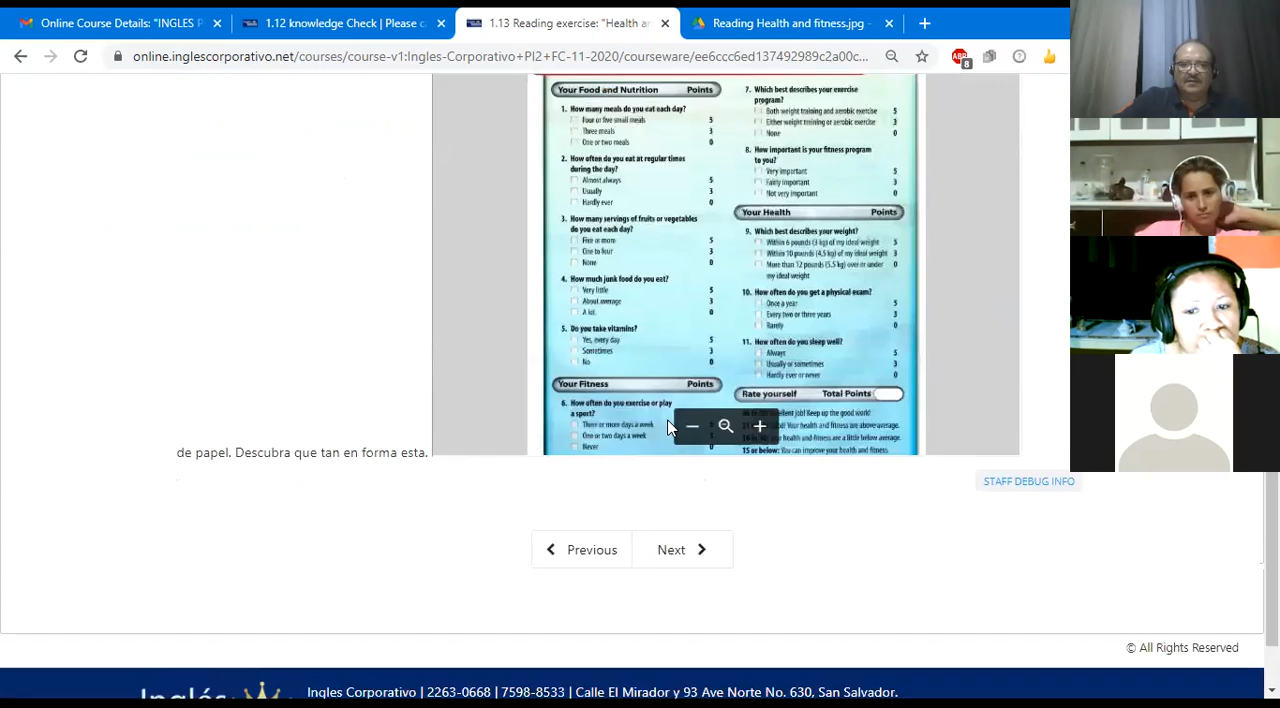 Online Course Details: "INGLES P
1.12 knowledge Check | Please c
1.13 Reading exercise: "Health ar
Reading Health and fitness.jpg -
online.inglescorporativo.net/courses/course-v1:Ingles-Corporativo+PI2+FC-11-2020/courseware/ee6ccc6ed137492989c2a00c...
ABP
8
Your Food and Nutrition Points
1. How many meals do you eat each day?
Four or five small meals 5
Three meals 3
One or two meals 0
2. How often do you eat at regular times
during the day?
Almost always 5
Usually 3
Hardly ever 0
3. How many servings of fruits or vegetables
do you eat each day?
Five or more 5
One to four 3
None 0
4. How much junk food do you eat?
Very little 5
About average 3
A lot. 0
5. Do you take vitamins?
Yes, every day 5
Sometimes 3
No 0
Your Fitness Points
6. How often do you exercise or play
a sport?
Three or more days a week
One or two days a week
Never 0
7. Which best describes your exercise
program?
Both weight training and aerobic exercise 5
Either weight training or aerobic exercise 3
None 0
8. How important is your fitness program
to you?
Very important 5
Fairly important 3
Not very important 0
Your Health Points
9. Which best describes your weight?
Within 6 pounds (3 kg) of my ideal weight 5
Within 10 pounds (4.5 kg) of my ideal weight 3
More than 12 pounds (5.5 kg) over or under 0
my ideal weight
10. How often do you get a physical exam?
Once a year 5
Every two or three years 3
Rarely 0
11. How often do you sleep well?
Always 5
Usually or sometimes 3
Hardly ever or never 0
Rate yourself Total Points
excellent job! Keep up the good work!
Your health and fitness are above average.
your health and fitness are a little below average.
15 or below: You can improve your health and fitness.
de papel. Descubra que tan en forma esta.
STAFF DEBUG INFO
Previous
Next
© All Rights Reserved
Inglés
Ingles Corporativo | 2263-0668 | 7598-8533 | Calle El Mirador y 93 Ave Norte No. 630, San Salvador.